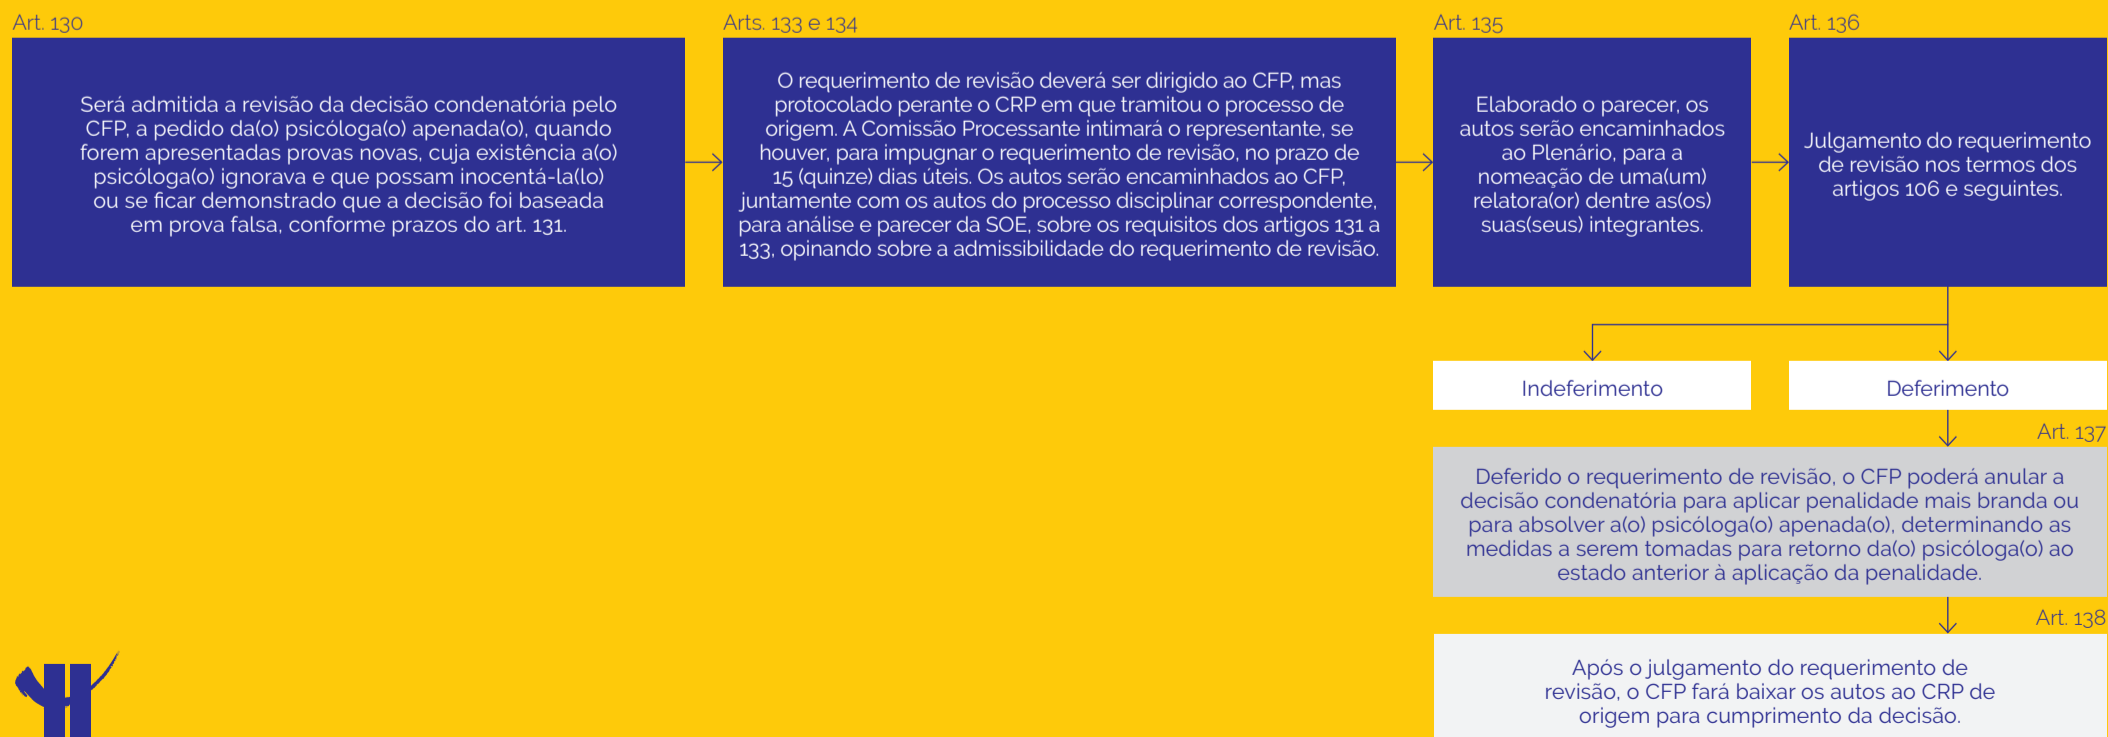 Art. 130
Será admitida a revisão da decisão condenatória pelo
CFP, a pedido da(o) psicóloga(o) apenada(o), quando
forem apresentadas provas novas, cuja existência a(o)
psicóloga(o) ignorava e que possam inocentá-la(lo)
ou se ficar demonstrado que a decisão foi baseada
em prova falsa, conforme prazos do art. 131.
Arts. 133 e 134
O requerimento de revisão deverá ser dirigido ao CFP, mas
protocolado perante o CRP em que tramitou o processo de
origem. A Comissão Processante intimará o representante, se
houver, para impugnar o requerimento de revisão, no prazo de
15 (quinze) dias úteis. Os autos serão encaminhados ao CFP,
juntamente com os autos do processo disciplinar correspondente,
para análise e parecer da SOE, sobre os requisitos dos artigos 131 a
133, opinando sobre a admissibilidade do requerimento de revisão.
Art. 135
Elaborado o parecer, os
autos serão encaminhados
ao Plenário, para a
nomeação de uma(um)
relatora(or) dentre as(os)
suas(seus) integrantes.
Art. 136
Julgamento do requerimento
de revisão nos termos dos
artigos 106 e seguintes.
Indeferimento
Deferimento
Art. 137
Deferido o requerimento de revisão, o CFP poderá anular a
decisão condenatória para aplicar penalidade mais branda ou
para absolver a(o) psicóloga(o) apenada(o), determinando as
medidas a serem tomadas para retorno da(o) psicóloga(o) ao
estado anterior à aplicação da penalidade.
Art. 138
Após o julgamento do requerimento de
revisão, o CFP fará baixar os autos ao CRP de
origem para cumprimento da decisão.